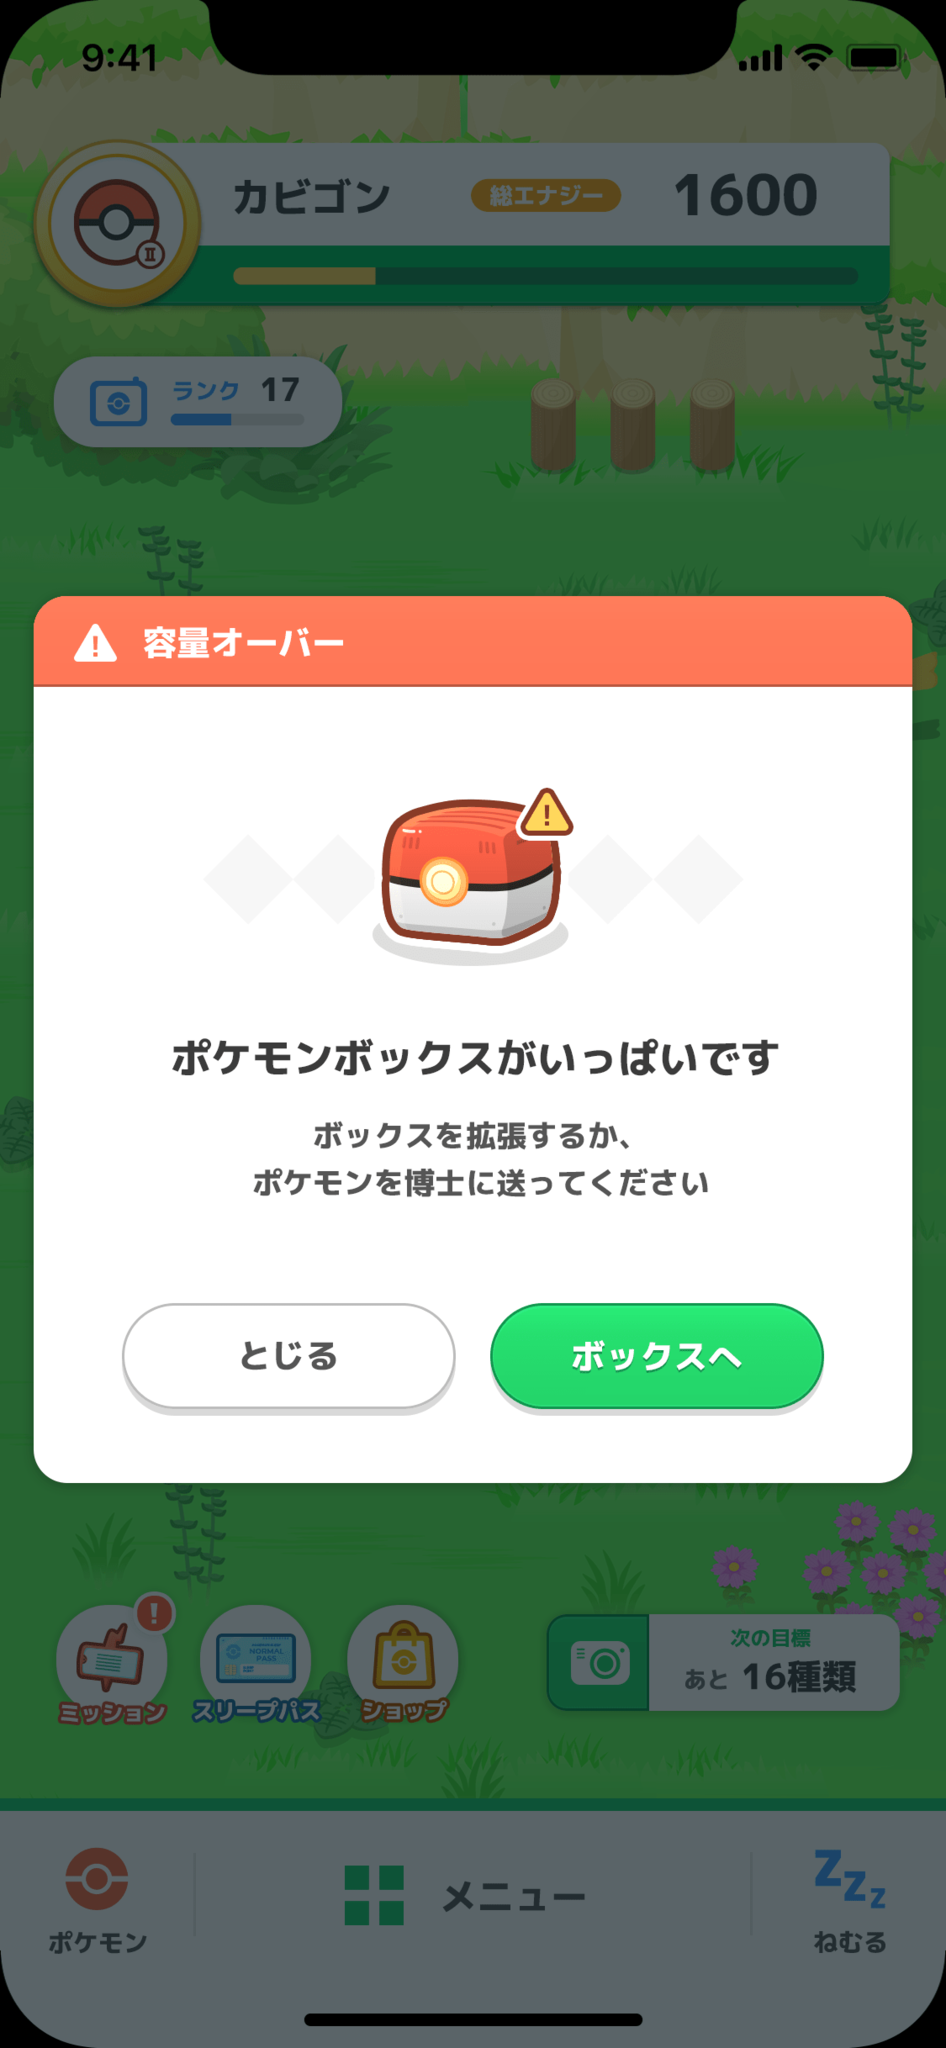 9:41
カビゴン
総エナジー
1600
II
ランク 17
容量オーバー
ポケモンボックスがいっぱいです
ボックスを拡張するか、
ポケモンを博士に送ってください
とじる
ボックスへ
ミッション
NORMAL
PASS
スリープパス
ショップ
次の目標
あと 16種類
ポケモン
メニュー
zzz
ねむる